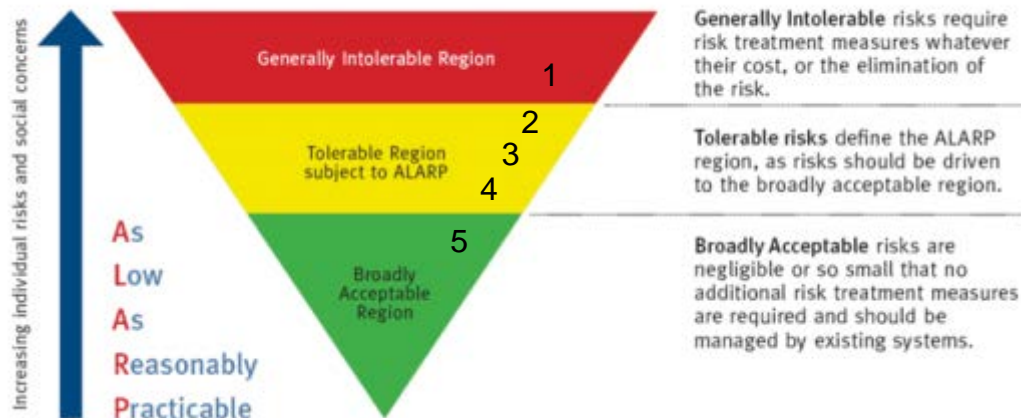 Increasing individual risks and social concerns
Generally Intolerable Region
1
Generally Intolerable risks require
risk treatment measures whatever
their cost, or the elimination of
the risk.
2
Tolerable Region
subject to ALARP
3
4
Tolerable risks define the ALARP
region, as risks should be driven
to the broadly acceptable region.
As
Low
As
Reasonably
Practicable
5
Broadly
Acceptable
Region
Broadly Acceptable risks are
negligible or so small that no
additional risk treatment measures
are required and should be
managed by existing systems.